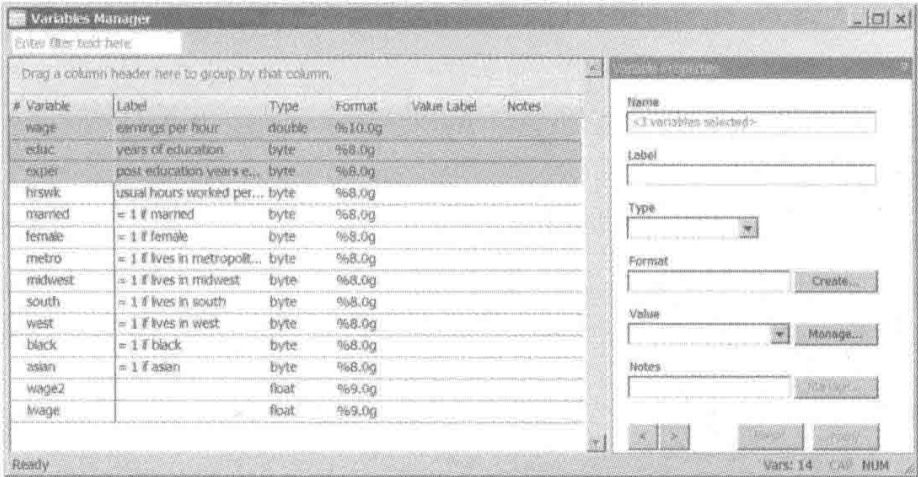 Variables Manager
Enter filter text here
Drag a column header here to group by that column.
# Variable Label Type Format Value Label Notes
wage earnings per hour double %10.0g
educ years of education byte %8.0g
exper post education years e... byte %8.0g
hrswk usual hours worked per... byte %8.0g
married = 1 if married byte %8.0g
female = 1 if female byte %8.0g
metro = 1 if lives in metropolit... byte %8.0g
midwest = 1 if lives in midwest byte %8.0g
south = 1 if lives in south byte %8.0g
west = 1 if lives in west byte %8.0g
black = 1 if black byte %8.0g
asian = 1 if asian byte %8.0g
wage2 float %9.0g
lwage float %9.0g
Variable Properties
Name
<3 variables selected>
Label
Type
Format
Create...
Value
Manage...
Notes
Manage...
< > Reset Apply
Ready Vars: 14 CAP NUM